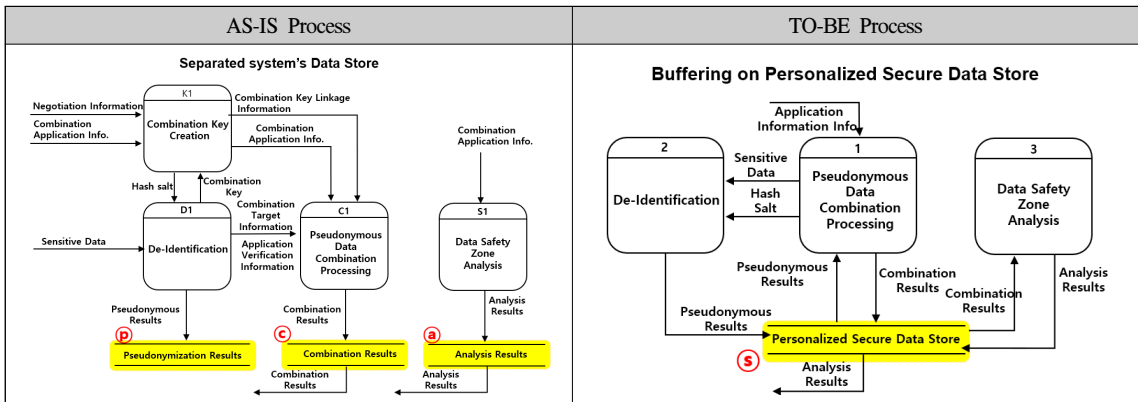 AS-IS Process
TO-BE Process
Separated system's Data Store
K1
Combination Key
Creation
Negotiation Information
Combination
Application Info.
Combination Key Linkage
Information
Combination
Application Info.
Combination
Application Info.
Hash salt
Combination
Key
D1
De-Identification
Combination
Target
Information
Application
Verification
Information
C1
Pseudonymous
Data
Combination
Processing
S1
Data Safety
Zone
Analysis
Sensitive Data
Pseudonymous
Results
Combination
Results
Analysis
Results
p
Pseudonymization Results
c
Combination Results
a
Analysis Results
Combination
Results
Analysis
Results
Buffering on Personalized Secure Data Store
Application
Information Info.
2
De-Identification
Sensitive
Data
Hash
Salt
1
Pseudonymous
Data
Combination
Processing
3
Data Safety
Zone
Analysis
Pseudonymous
Results
Pseudonymous
Results
Combination
Results
Combination
Results
Analysis
Results
Personalized Secure Data Store
s
Analysis
Results